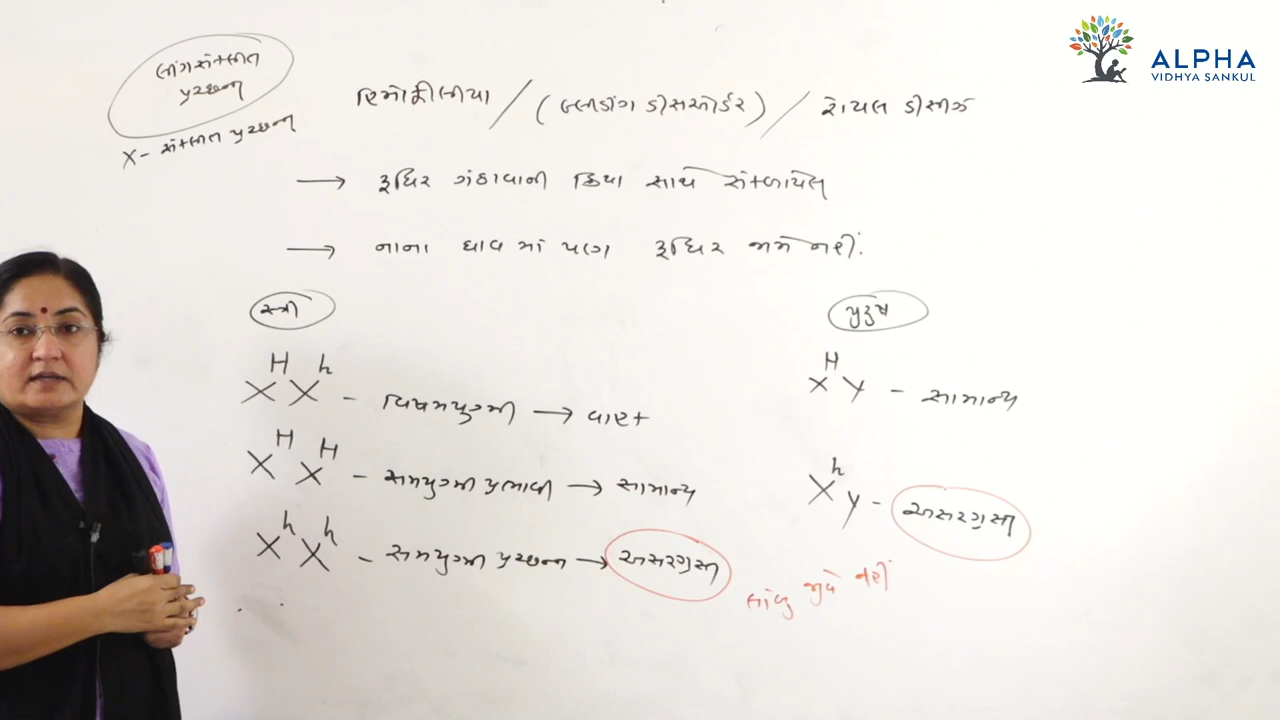 ALPHA
VIDHYA SANKUL
લીંગસંકલીત
પ્રચ્છન્ન
X- સંકલીત પ્રચ્છન્ન
હિમોફીલીયા / (બ્લીડીંગ ડીસઓર્ડર) / રોયલ ડીસીઝ
→ રૂધિર ગંઠાવાની ક્રિયા સાથે સંકળાયેલ
→ નાના ઘાવ માં પણ રૂધિર જામે નહીં.
સ્ત્રી
પુરુષ
X^H X^h - વિષમયુગ્મી → વાહક
X^H Y - સામાન્ય
X^H X^H - સમયુગ્મી પ્રભાવી → સામાન્ય
X^h Y - અસરગ્રસ્ત
X^h X^h - સમયુગ્મી પ્રચ્છન્ન → અસરગ્રસ્ત
લાંબુ જીવે નહીં